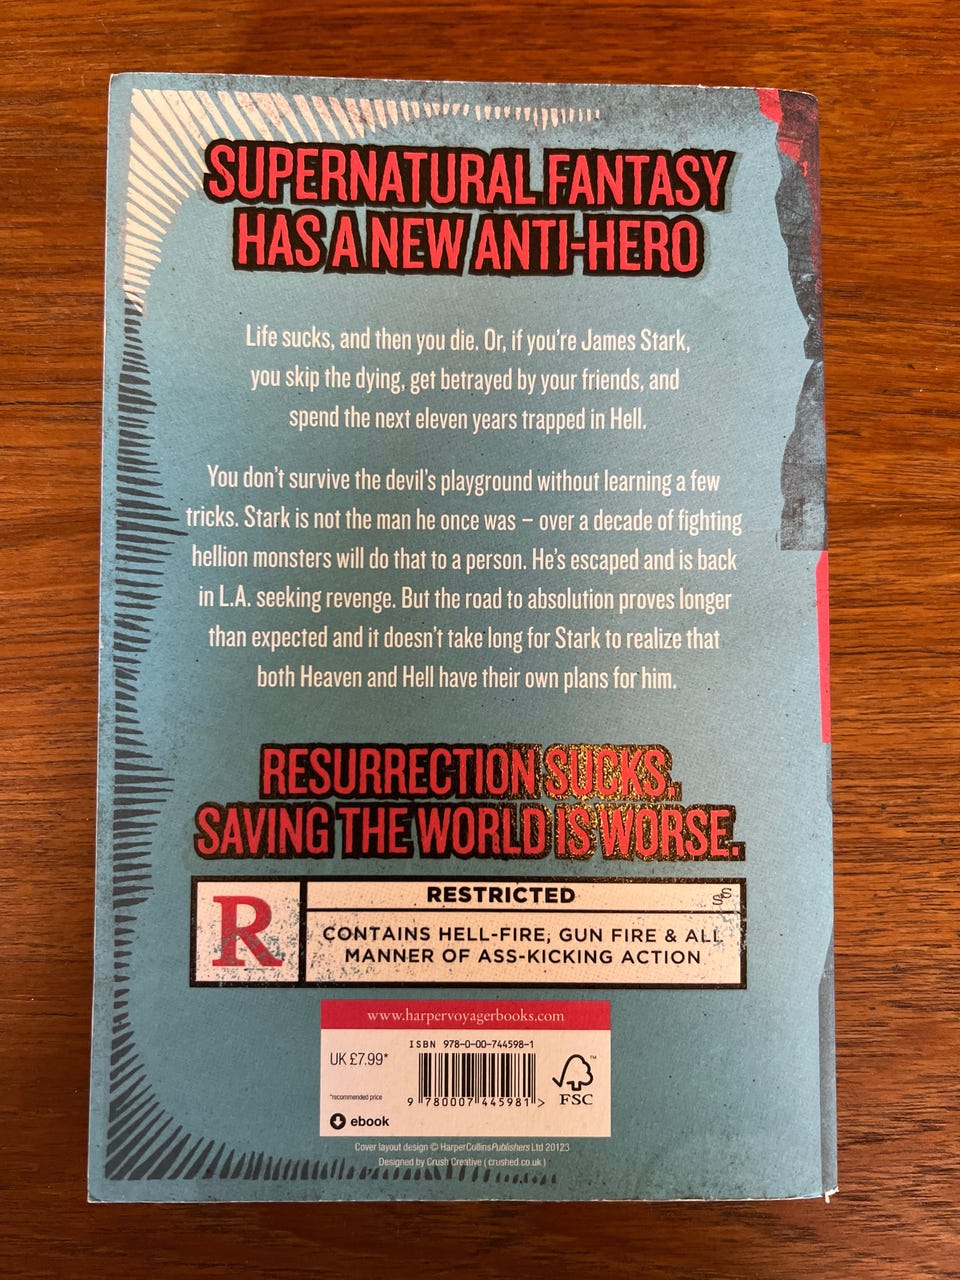 SUPERNATURAL FANTASY
HAS A NEW ANTI-HERO
Life sucks, and then you die. Or, if you're James Stark,
you skip the dying, get betrayed by your friends, and
spend the next eleven years trapped in Hell.
You don't survive the devil's playground without learning a few
tricks. Stark is not the man he once was – over a decade of fighting
hellion monsters will do that to a person. He's escaped and is back
in L.A. seeking revenge. But the road to absolution proves longer
than expected and it doesn't take long for Stark to realize that
both Heaven and Hell have their own plans for him.
RESURRECTION SUCKS.
SAVING THE WORLD IS WORSE.
R
RESTRICTED
CONTAINS HELL-FIRE, GUN FIRE & ALL
MANNER OF ASS-KICKING ACTION
www.harpervoyagerbooks.com
ISBN 978-0-00-744598-1
UK £7.99*
*recommended price
9 780007 445981 >
ebook
FSC
™
Cover layout design © HarperCollinsPublishers Ltd 20123
Designed by Crush Creative ( crushed.co.uk )